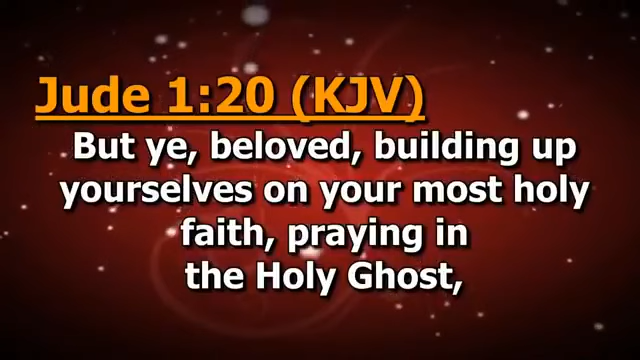 Jude 1:20 (KJV)
But ye, beloved, building up
yourselves on your most holy
faith, praying in
the Holy Ghost,